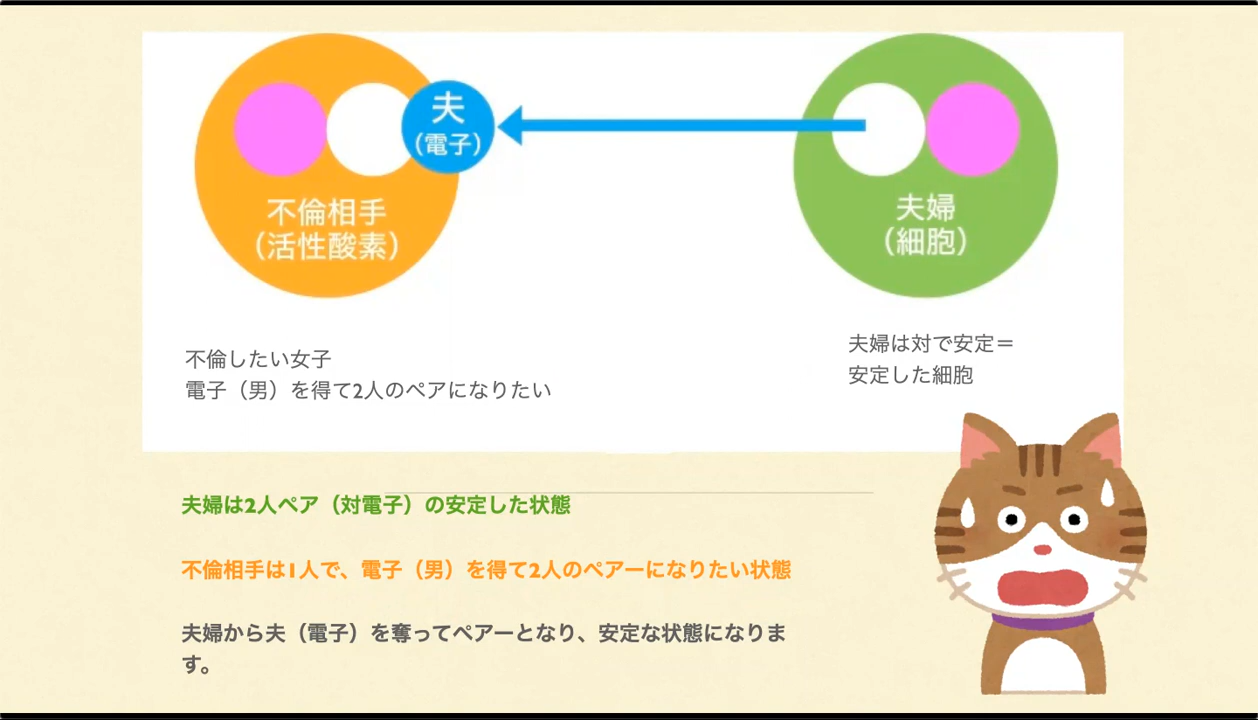 夫
（電子）
不倫相手
（活性酸素）
夫婦
（細胞）
不倫したい女子
電子（男）を得て2人のペアになりたい
夫婦は対で安定＝
安定した細胞
夫婦は2人ペア（対電子）の安定した状態
不倫相手は1人で、電子（男）を得て2人のペアーになりたい状態
夫婦から夫（電子）を奪ってペアーとなり、安定な状態になりま
す。